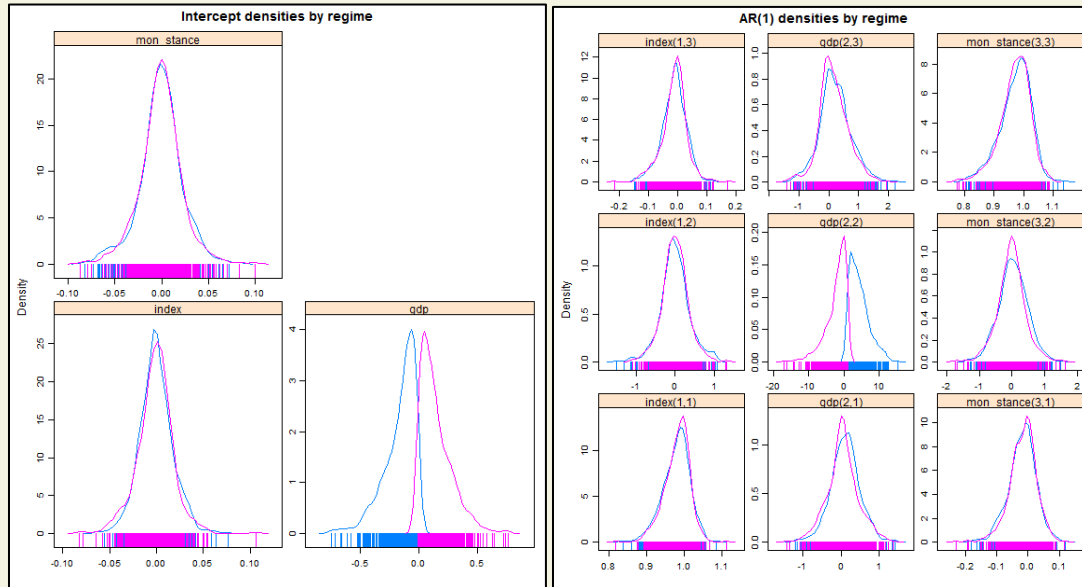 Intercept densities by regime
mon_stance
20
15
10
5
0
-0.10 -0.05 0.00 0.05 0.10
Density
index
gdp
25
20
15
10
5
0
4
3
2
1
0
-0.10 -0.05 0.00 0.05 0.10
-0.5 0.0 0.5
AR(1) densities by regime
index(1,3)
gdp(2,3)
mon_stance(3,3)
12
10
8
6
4
2
0
1.0
0.8
0.6
0.4
0.2
0.0
8
6
4
2
0
-0.2 -0.1 0.0 0.1 0.2
-1 0 1 2
0.8 0.9 1.0 1.1
Density
index(1,2)
gdp(2,2)
mon_stance(3,2)
1.0
0.5
0.0
0.20
0.15
0.10
0.05
0.00
1.0
0.8
0.6
0.4
0.2
0.0
-1 0 1
-20 -10 0 10
-2 -1 0 1 2
index(1,1)
gdp(2,1)
mon_stance(3,1)
10
5
0
1.0
0.5
0.0
10
8
6
4
2
0
0.8 0.9 1.0 1.1
-1 0 1
-0.2 -0.1 0.0 0.1